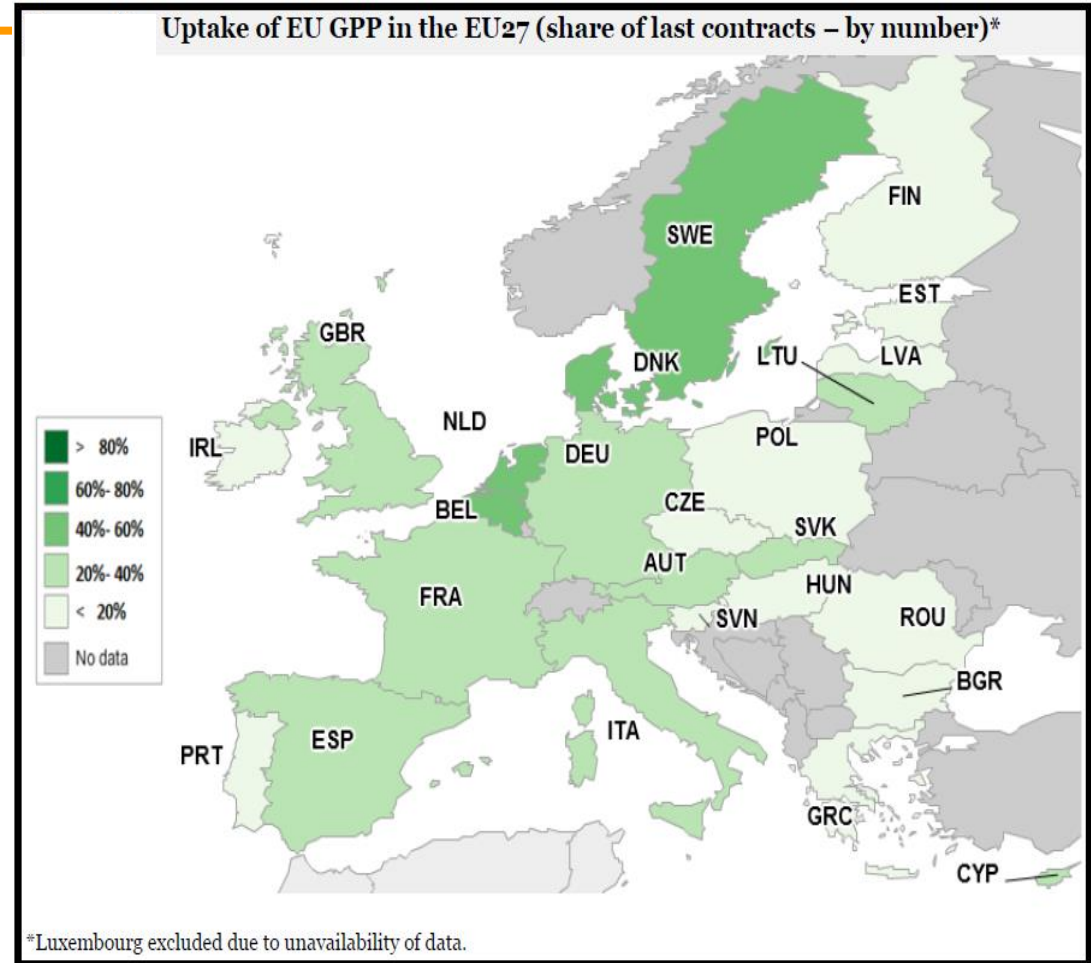 Uptake of EU GPP in the EU27 (share of last contracts – by number)*
FIN
SWE
EST
GBR
DNK
LTU
LVA
NLD
IRL
DEU
POL
BEL
CZE
SVK
AUT
FRA
HUN
SVN
ROU
BGR
ESP
ITA
PRT
GRC
CYP
> 80%
60%- 80%
40%- 60%
20%- 40%
< 20%
No data
*Luxembourg excluded due to unavailability of data.